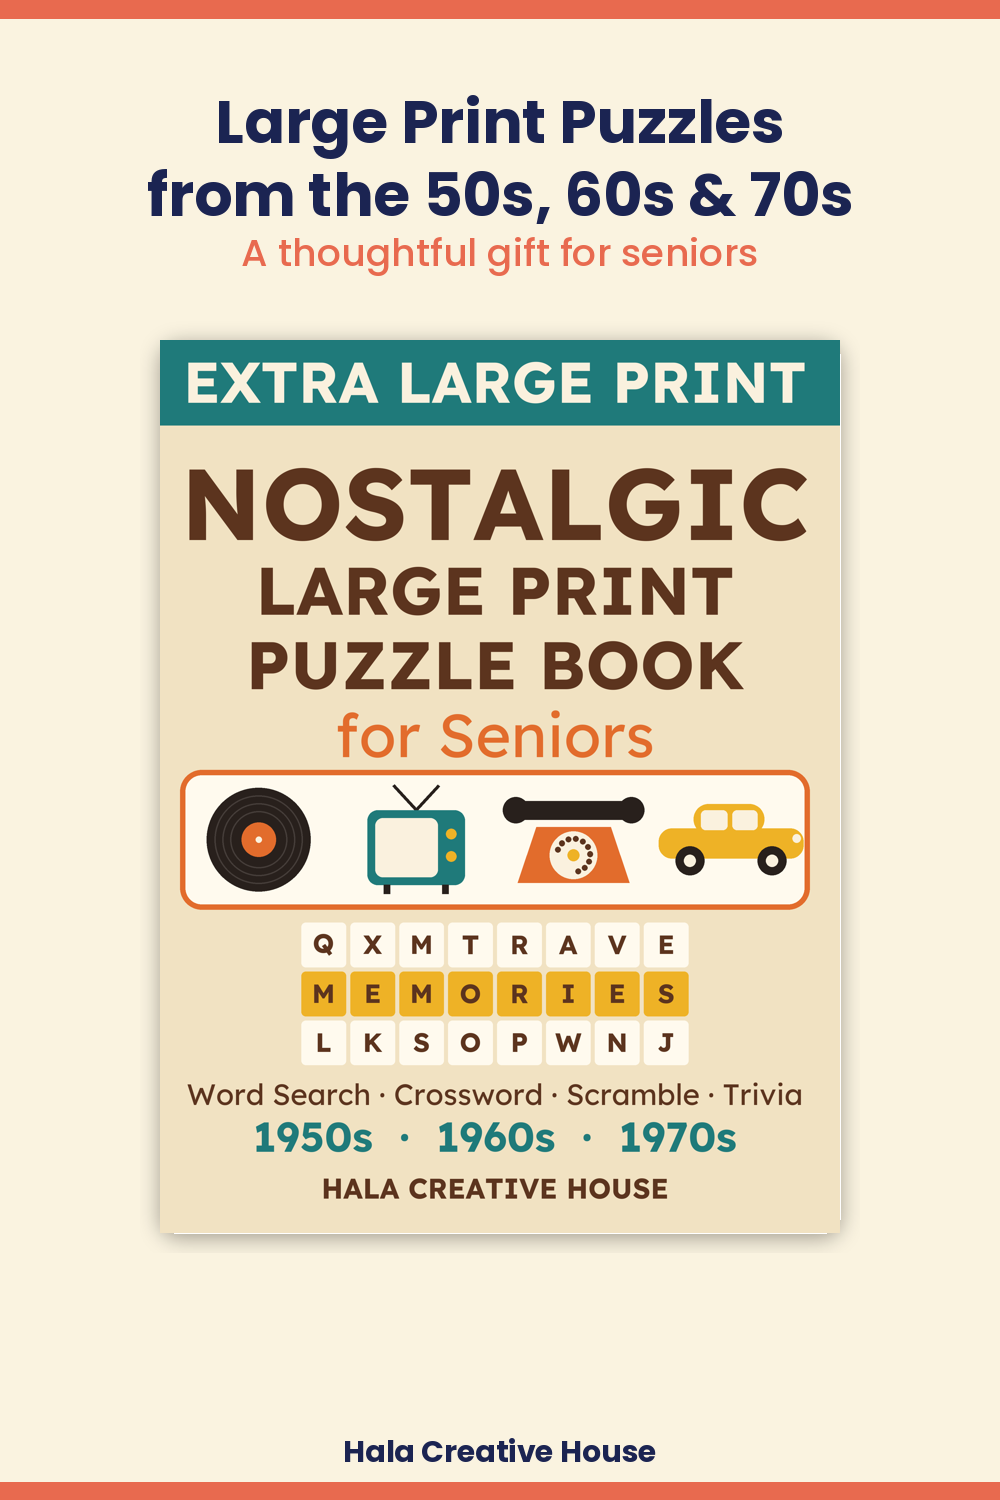 Large Print Puzzles
from the 50s, 60s & 70s
A thoughtful gift for seniors
EXTRA LARGE PRINT
NOSTALGIC
LARGE PRINT
PUZZLE BOOK
for Seniors
Q X M T R A V E
M E M O R I E S
L K S O P W N J
Word Search · Crossword · Scramble · Trivia
1950s · 1960s · 1970s
HALA CREATIVE HOUSE
Hala Creative House